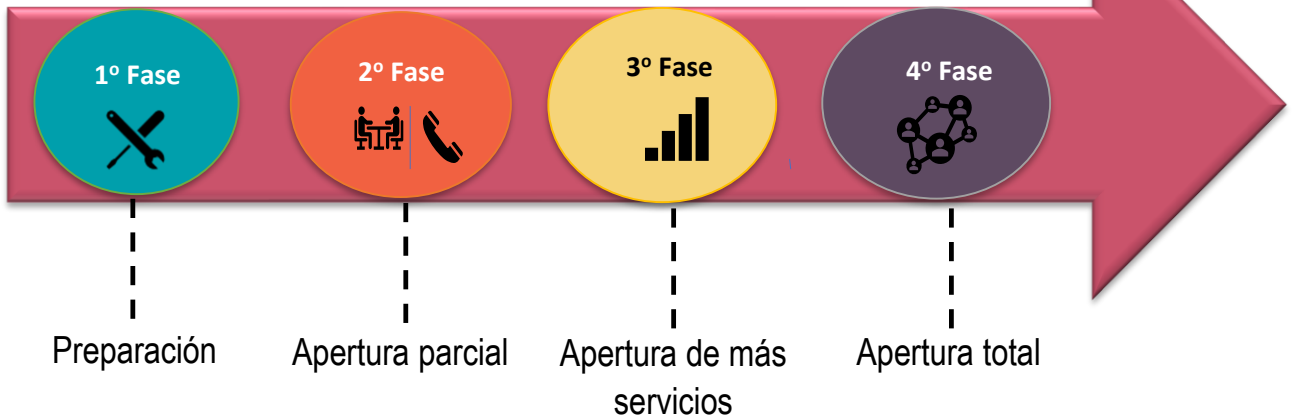 1º Fase
2º Fase
3º Fase
4º Fase
Preparación
Apertura parcial
Apertura de más
servicios
Apertura total